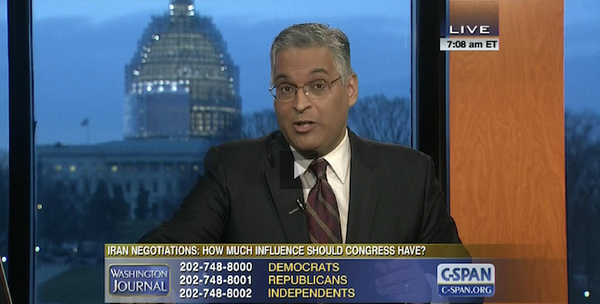 LIVE
7:08 am ET
IRAN NEGOTIATIONS: HOW MUCH INFLUENCE SHOULD CONGRESS HAVE?
WASHINGTON JOURNAL
202-748-8000 DEMOCRATS
202-748-8001 REPUBLICANS
202-748-8002 INDEPENDENTS
C-SPAN
C-SPAN.ORG